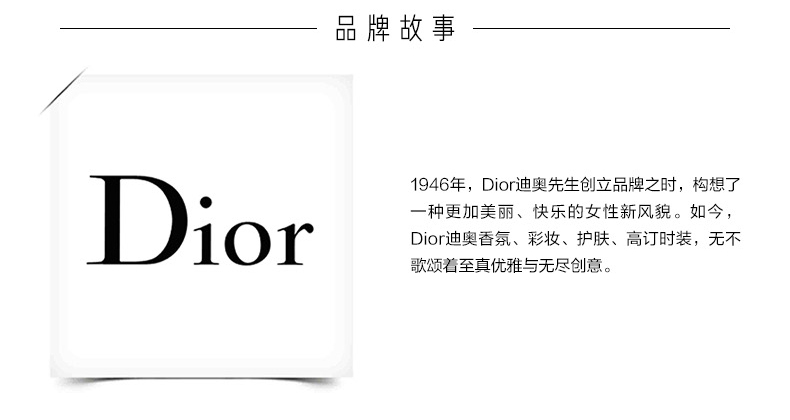 品牌故事
Dior
1946年，Dior迪奥先生创立品牌之时，构想了
一种更加美丽、快乐的女性新风貌。如今，
Dior迪奥香氛、彩妆、护肤、高订时装，无不
歌颂着至真优雅与无尽创意。